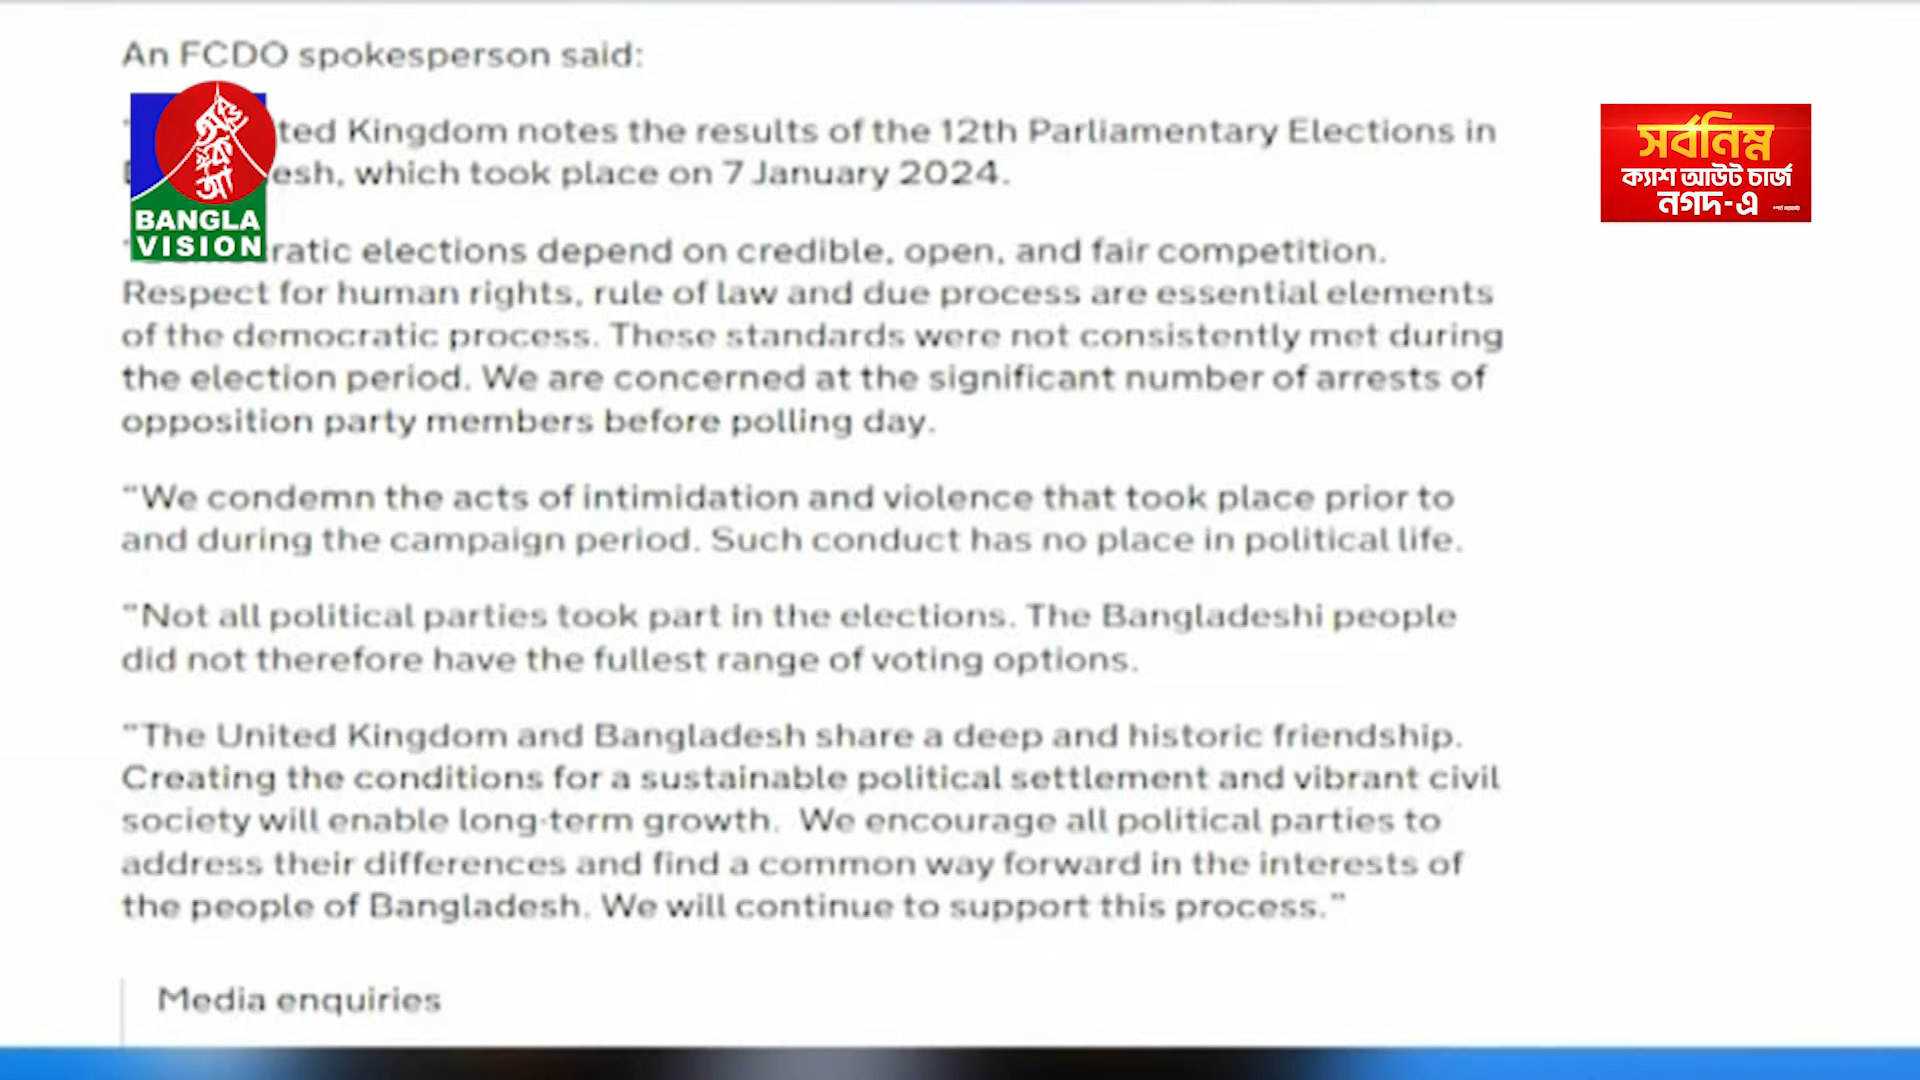 An FCDO spokesperson said:
ted Kingdom notes the results of the 12th Parliamentary Elections in
esh, which took place on 7 January 2024.
ratic elections depend on credible, open, and fair competition.
Respect for human rights, rule of law and due process are essential elements
of the democratic process. These standards were not consistently met during
the election period. We are concerned at the significant number of arrests of
opposition party members before polling day.
“We condemn the acts of intimidation and violence that took place prior to
and during the campaign period. Such conduct has no place in political life.
“Not all political parties took part in the elections. The Bangladeshi people
did not therefore have the fullest range of voting options.
“The United Kingdom and Bangladesh share a deep and historic friendship.
Creating the conditions for a sustainable political settlement and vibrant civil
society will enable long-term growth.  We encourage all political parties to
address their differences and find a common way forward in the interests of
the people of Bangladesh. We will continue to support this process.”
Media enquiries
BANGLA
VISION
সর্বনিম্ন
ক্যাশ আউট চার্জ
নগদ-এ